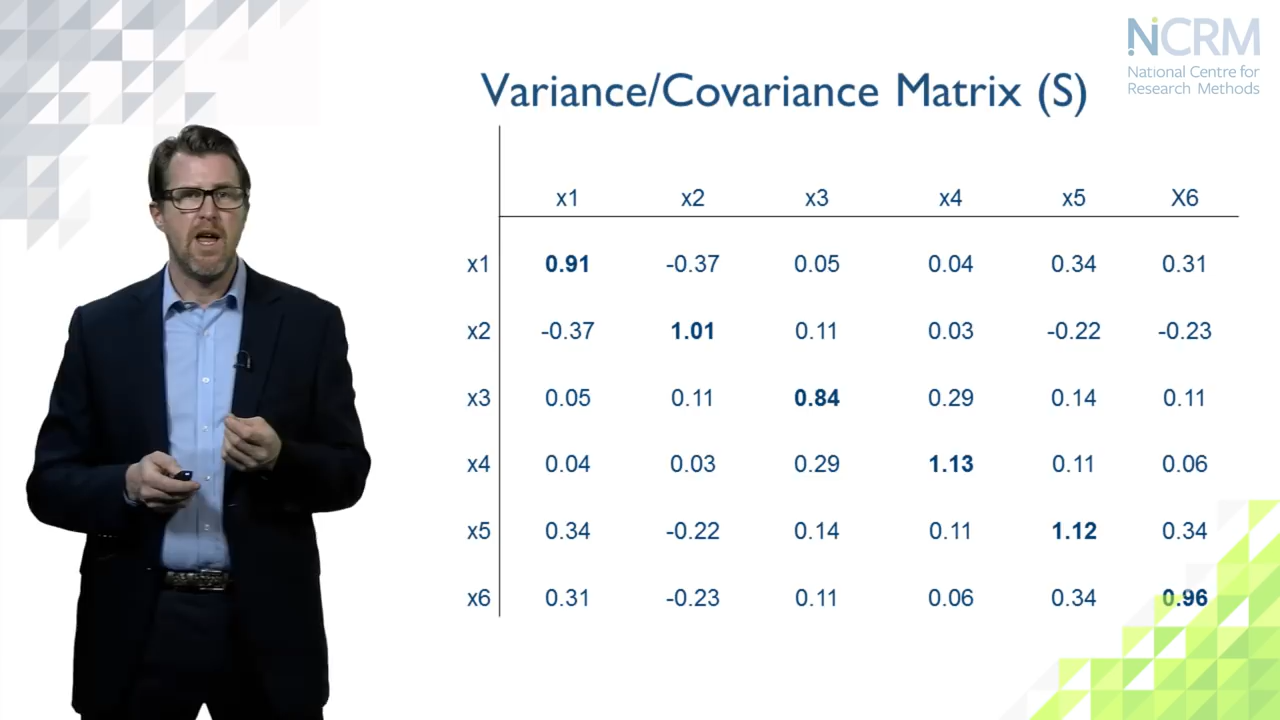 NCRM
National Centre for
Research Methods
Variance/Covariance Matrix (S)
x1 x2 x3 x4 x5 X6
x1 0.91 -0.37 0.05 0.04 0.34 0.31
x2 -0.37 1.01 0.11 0.03 -0.22 -0.23
x3 0.05 0.11 0.84 0.29 0.14 0.11
x4 0.04 0.03 0.29 1.13 0.11 0.06
x5 0.34 -0.22 0.14 0.11 1.12 0.34
x6 0.31 -0.23 0.11 0.06 0.34 0.96